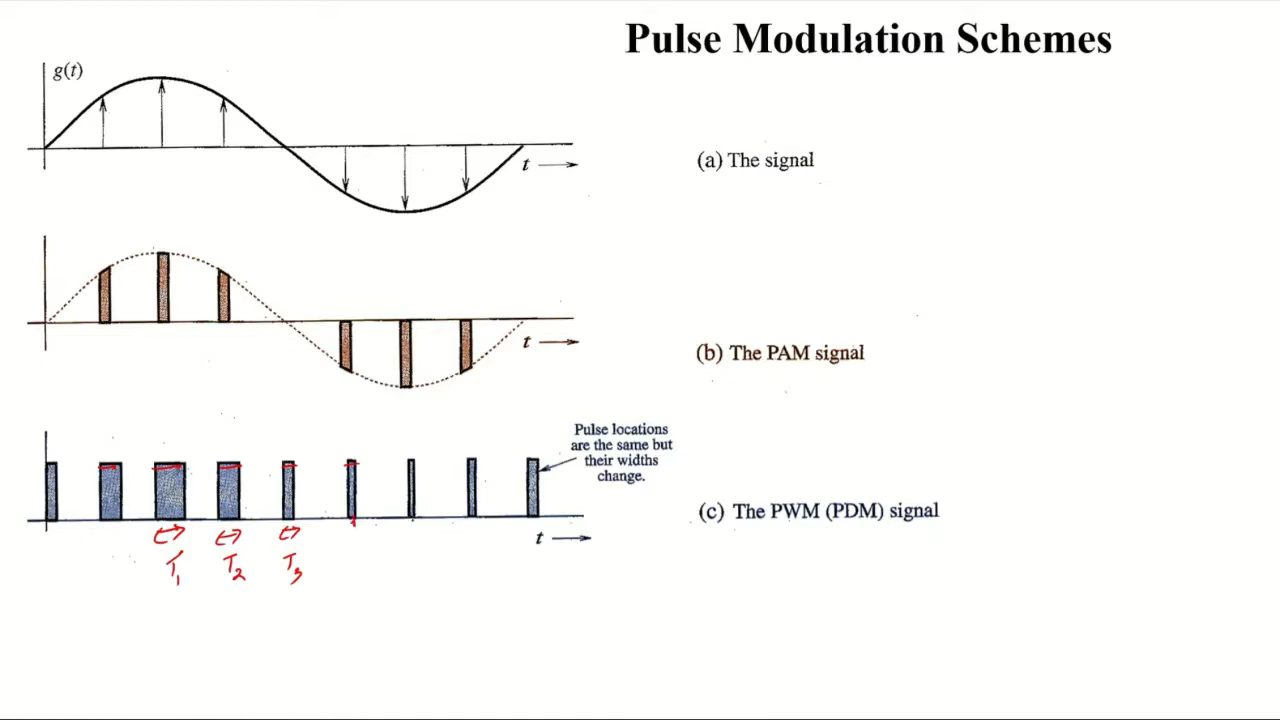 Pulse Modulation Schemes
g(t)
t
(a) The signal
t
(b) The PAM signal
Pulse locations
are the same but
their widths
change.
(c) The PWM (PDM) signal
t
T1 T2 T3